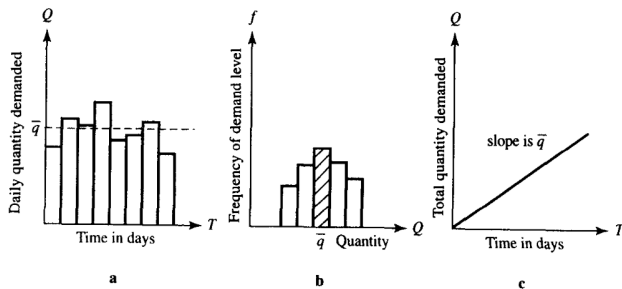 Q
Daily quantity demanded
q̅
T
Time in days
a
f
Frequency of demand level
Q
q̅ Quantity
b
Q
Total quantity demanded
slope is q̅
T
Time in days
c